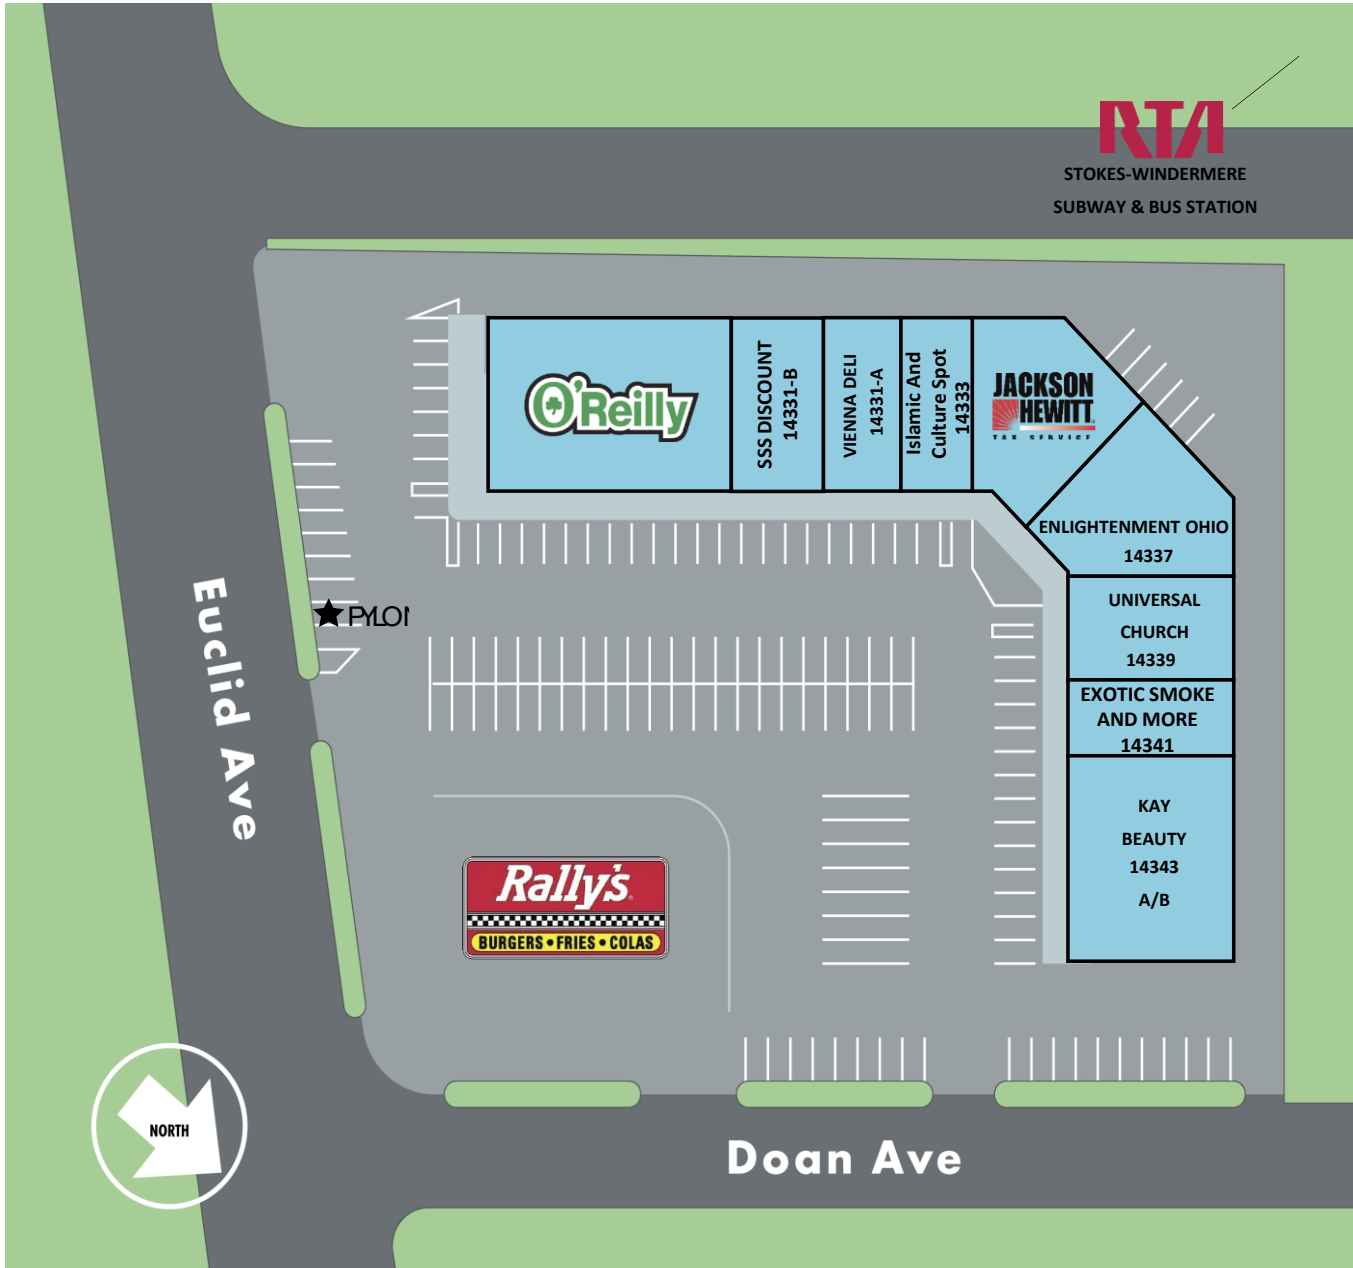 RTA
STOKES-WINDERMERE
SUBWAY & BUS STATION
O'Reilly
SSS DISCOUNT
14331-B
VIENNA DELI
14331-A
Islamic And
Culture Spot
14333
JACKSON
HEWITT
TAX SERVICE
ENLIGHTENMENT OHIO
14337
UNIVERSAL
CHURCH
14339
EXOTIC SMOKE
AND MORE
14341
KAY
BEAUTY
14343
A/B
PYLON
Euclid Ave
Rally's
BURGERS • FRIES • COLAS
NORTH
Doan Ave